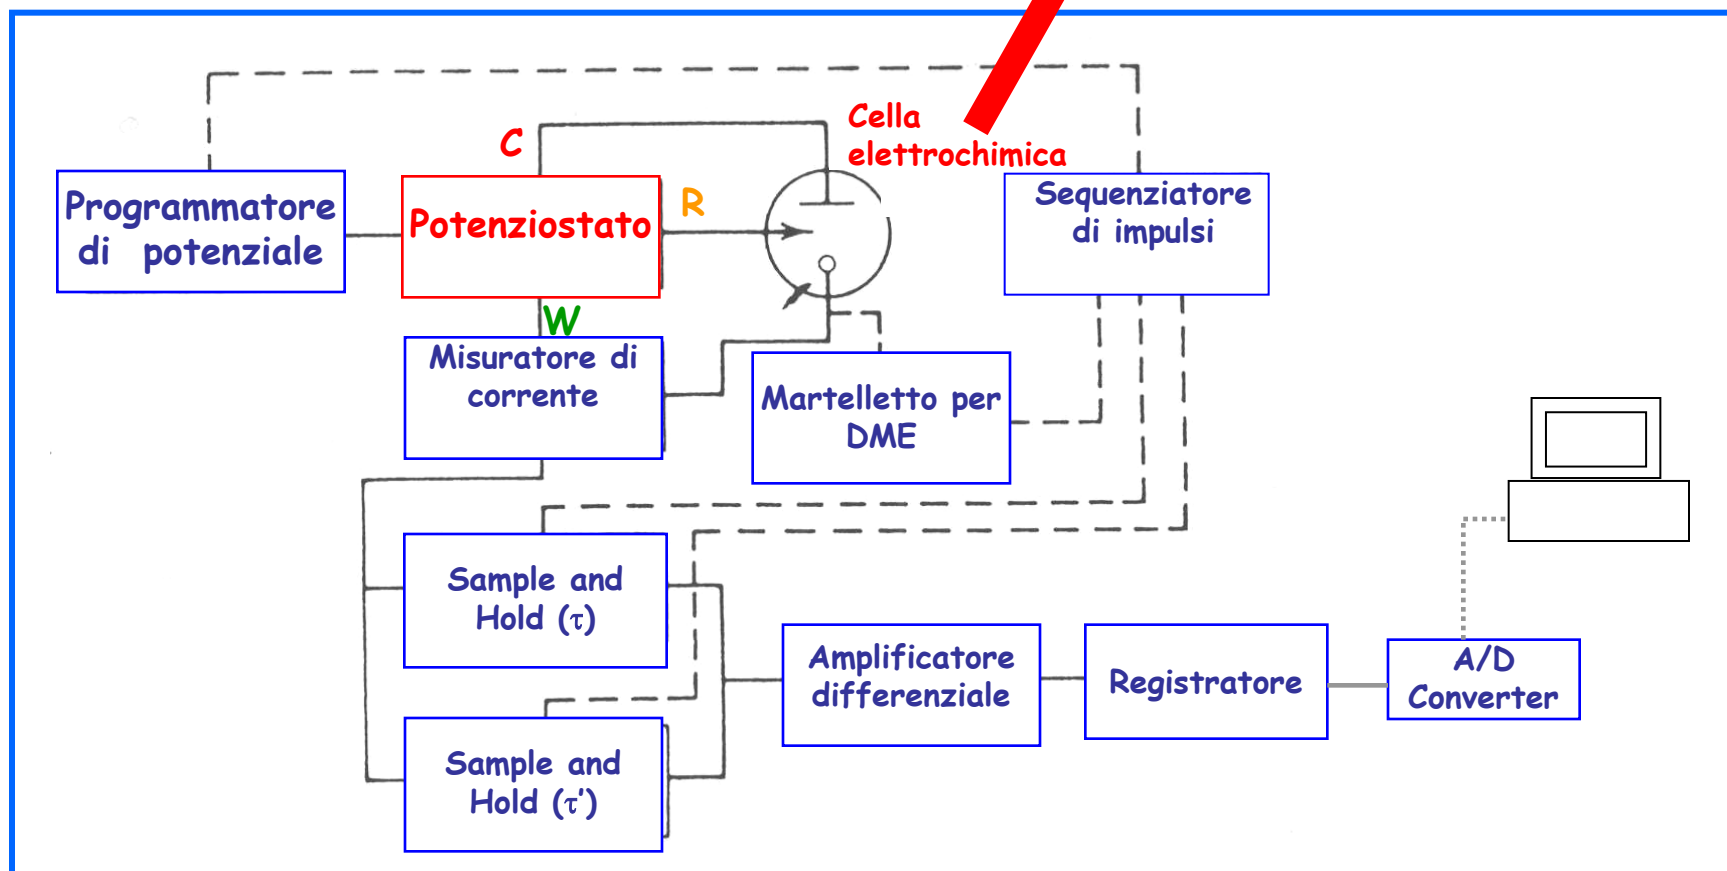 Cella
elettrochimica
C
Programmatore
di potenziale
Potenziostato
R
Sequenziatore
di impulsi
W
Misuratore di
corrente
Martelletto per
DME
Sample and
Hold (τ)
Amplificatore
differenziale
Registratore
A/D
Converter
Sample and
Hold (τ')